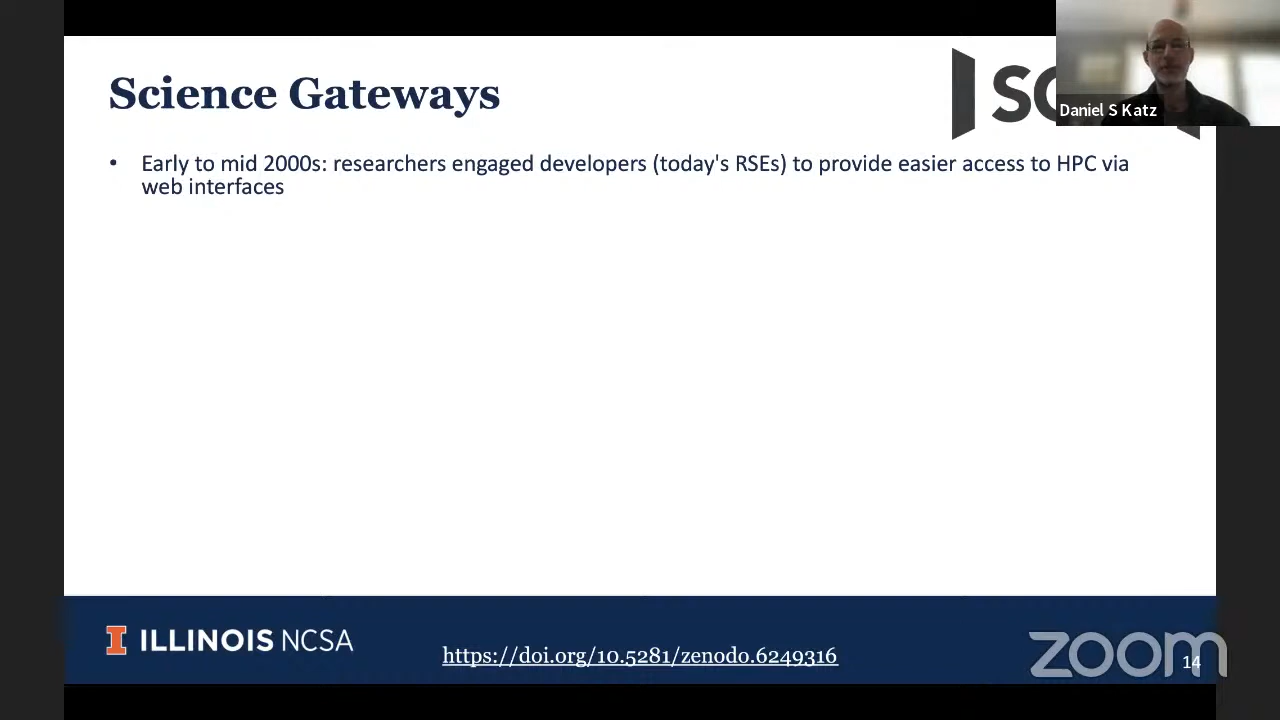 Science Gateways
Daniel S Katz
• Early to mid 2000s: researchers engaged developers (today's RSEs) to provide easier access to HPC via
web interfaces
ILLINOIS NCSA
https://doi.org/10.5281/zenodo.6249316
zoom
14